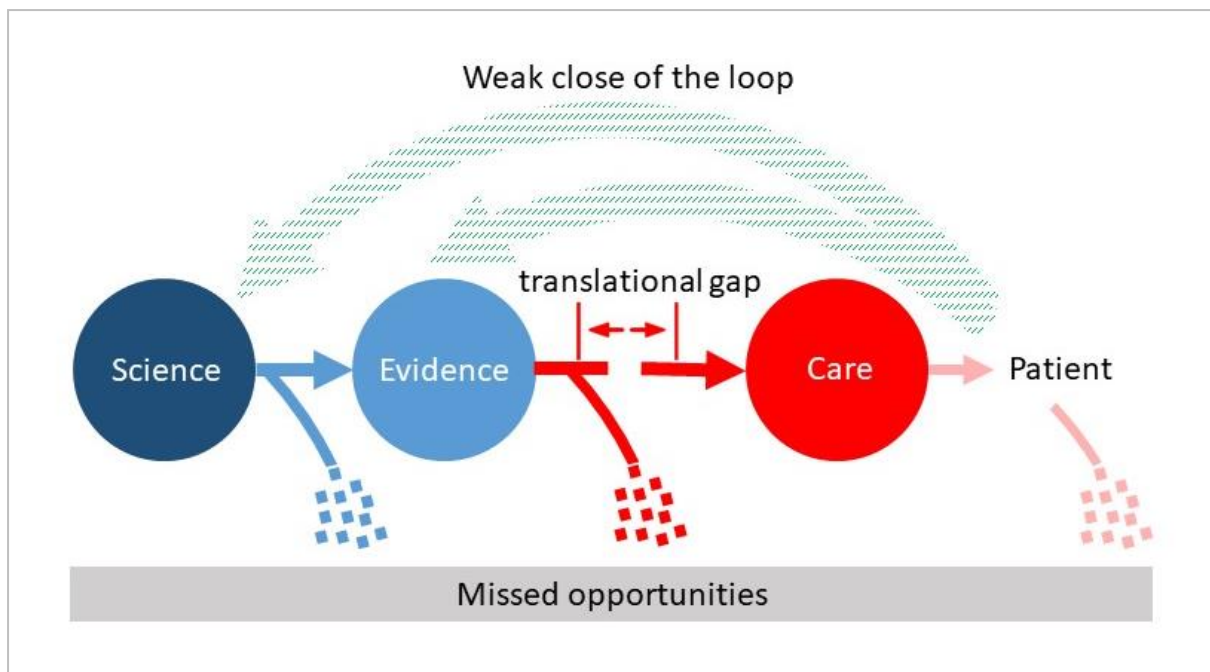 Weak close of the loop
translational gap
Science
Evidence
Care
Patient
Missed opportunities